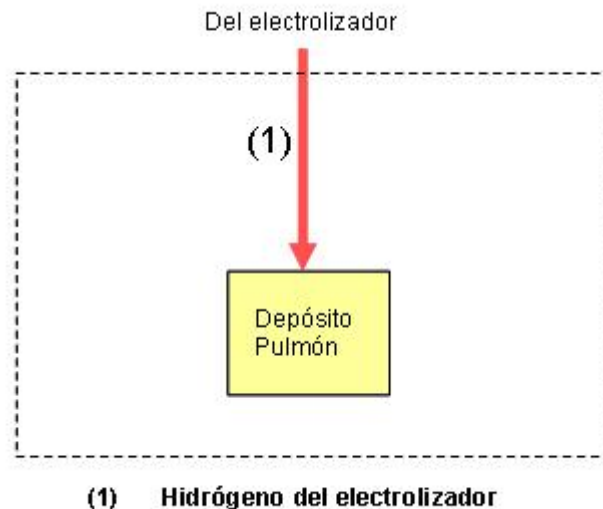 Del electrolizador
(1)
Depósito
Pulmón
(1) Hidrógeno del electrolizador